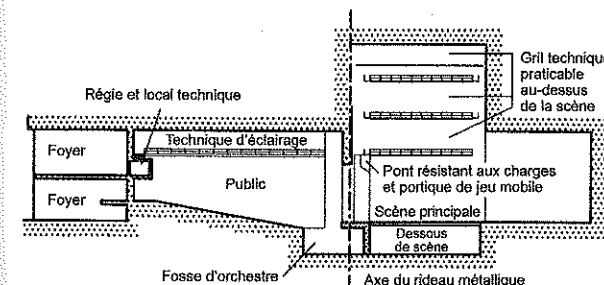 Gril technique
praticable
au-dessus
de la scène
Régie et local technique
Technique d'éclairage
Foyer
Public
Pont résistant aux charges
et portique de jeu mobile
Foyer
Scène principale
Dessous
de scène
Fosse d'orchestre
Axe du rideau métallique